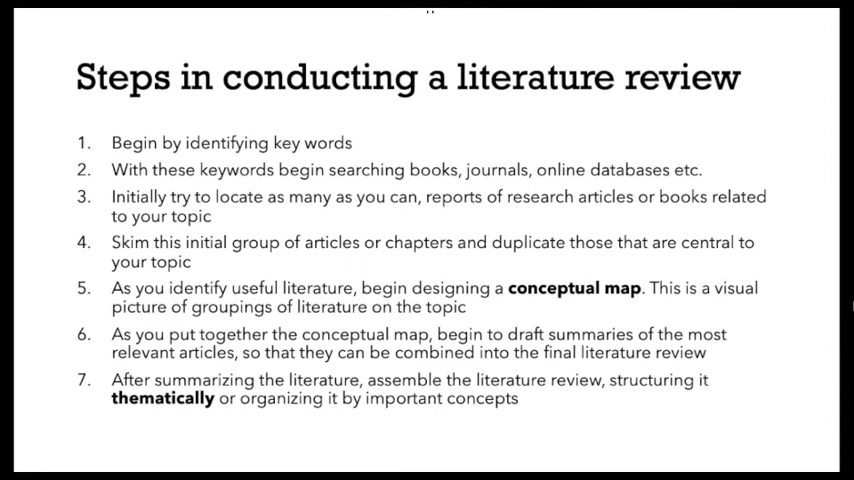 Steps in conducting a literature review
1. Begin by identifying key words
2. With these keywords begin searching books, journals, online databases etc.
3. Initially try to locate as many as you can, reports of research articles or books related
to your topic
4. Skim this initial group of articles or chapters and duplicate those that are central to
your topic
5. As you identify useful literature, begin designing a conceptual map. This is a visual
picture of groupings of literature on the topic
6. As you put together the conceptual map, begin to draft summaries of the most
relevant articles, so that they can be combined into the final literature review
7. After summarizing the literature, assemble the literature review, structuring it
thematically or organizing it by important concepts